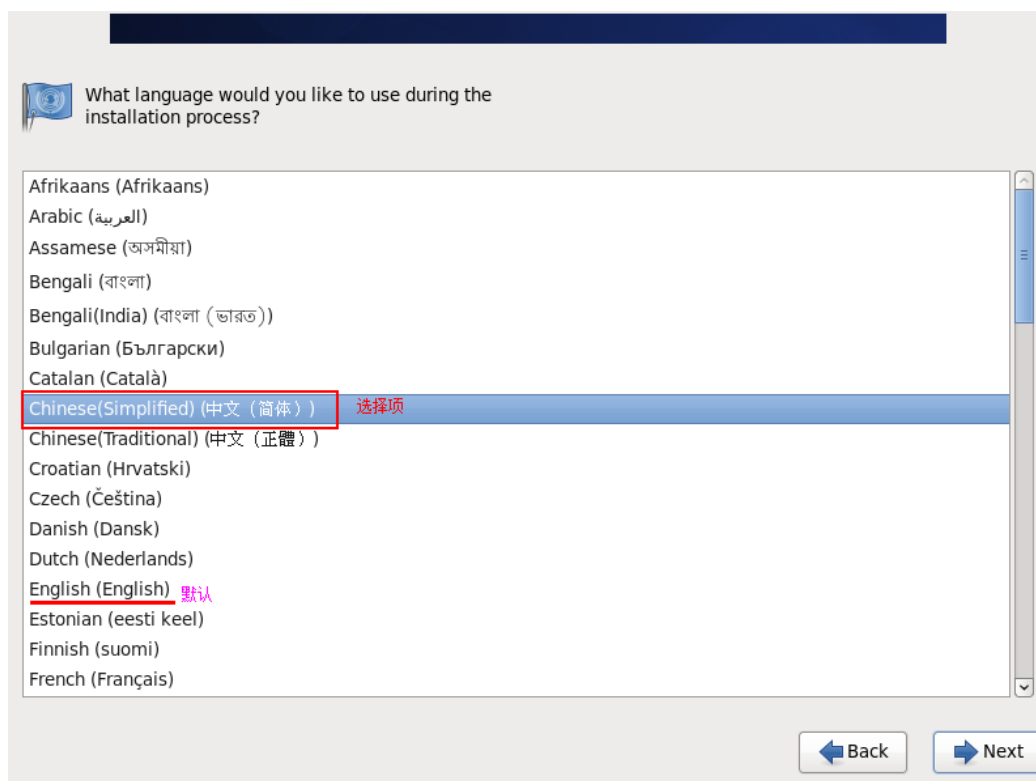 What language would you like to use during the
installation process?
Afrikaans (Afrikaans)
Arabic (العربية)
Assamese (অসমীয়া)
Bengali (বাংলা)
Bengali(India) (বাংলা (ভারত))
Bulgarian (Български)
Catalan (Català)
Chinese(Simplified) (中文（简体）) 选择项
Chinese(Traditional) (中文（正體）)
Croatian (Hrvatski)
Czech (Čeština)
Danish (Dansk)
Dutch (Nederlands)
English (English) 默认
Estonian (eesti keel)
Finnish (suomi)
French (Français)
Back Next